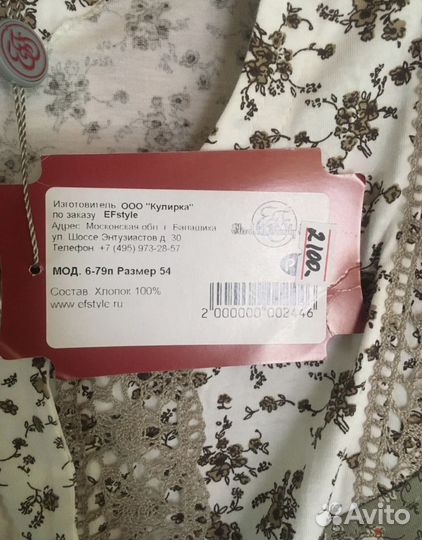 Изготовитель ООО "Кулирка"
по заказу EFstyle
Адрес: Московская обл. г. Балашиха
ул. Шоссе Энтузиастов д. 30
Телефон. +7 (495) 973-28-57
2100.
МОД. 6-79п Размер 54
Состав. Хлопок 100%
www.efstyle.ru
2 000000 002446
Avito